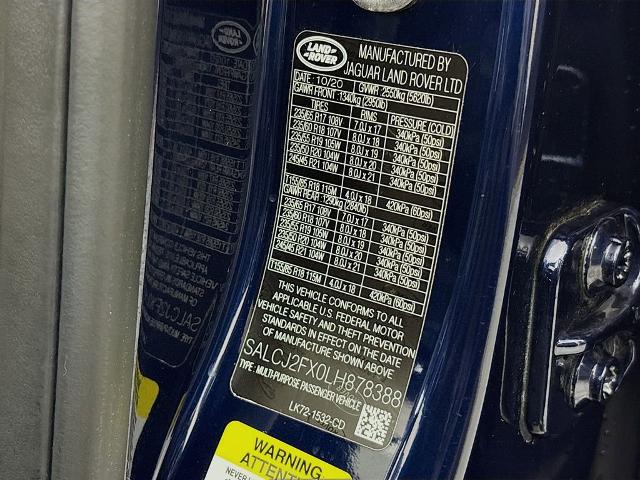 LAND
ROVER
MANUFACTURED BY
JAGUAR LAND ROVER LTD
DATE: 10/20 GVWR: 2550kg (5620lb)
GAWR FRONT: 1340kg (2950lb)
TIRES RIMS PRESSURE (COLD)
235/65 R17 108V 7.0J x 17 340kPa (50psi)
235/60 R18 107V 8.0J x 18 340kPa (50psi)
235/55 R19 105W 8.0J x 19 340kPa (50psi)
235/50 R20 104W 8.0J x 20 340kPa (50psi)
245/45 R21 104W 8.0J x 21 340kPa (50psi)
T155/85 R18 115M 4.0J x 18 420kPa (60psi)
GAWR REAR: 1290kg (2840lb)
235/65 R17 108V 7.0J x 17 340kPa (50psi)
235/60 R18 107V 8.0J x 18 340kPa (50psi)
235/55 R19 105W 8.0J x 19 340kPa (50psi)
235/50 R20 104W 8.0J x 20 340kPa (50psi)
245/45 R21 104W 8.0J x 21 340kPa (50psi)
T155/85 R18 115M 4.0J x 18 420kPa (60psi)
THIS VEHICLE CONFORMS TO ALL
APPLICABLE U.S. FEDERAL MOTOR
VEHICLE SAFETY AND THEFT PREVENTION
STANDARDS IN EFFECT ON THE DATE
OF MANUFACTURE SHOWN ABOVE
SALCJ2FX0LH878388
TYPE: MULTI-PURPOSE PASSENGER VEHICLE
LK72-1532-CD
WARNING
NEVER